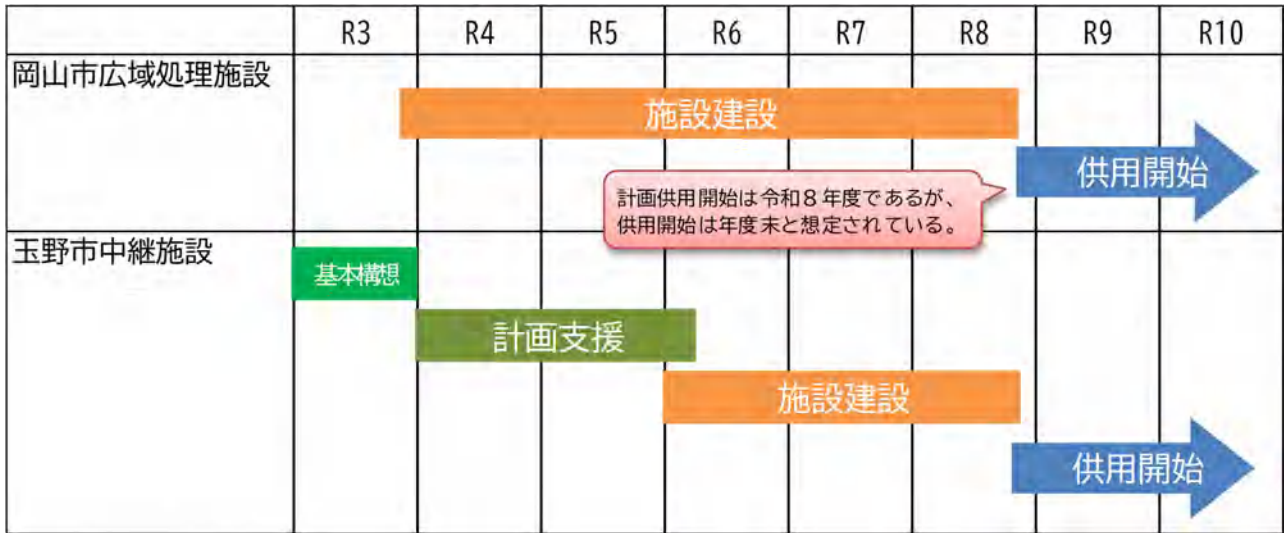 R3 R4 R5 R6 R7 R8 R9 R10
岡山市広域処理施設
施設建設
供用開始
計画供用開始は令和８年度であるが、
供用開始は年度末と想定されている。
玉野市中継施設
基本構想
計画支援
施設建設
供用開始